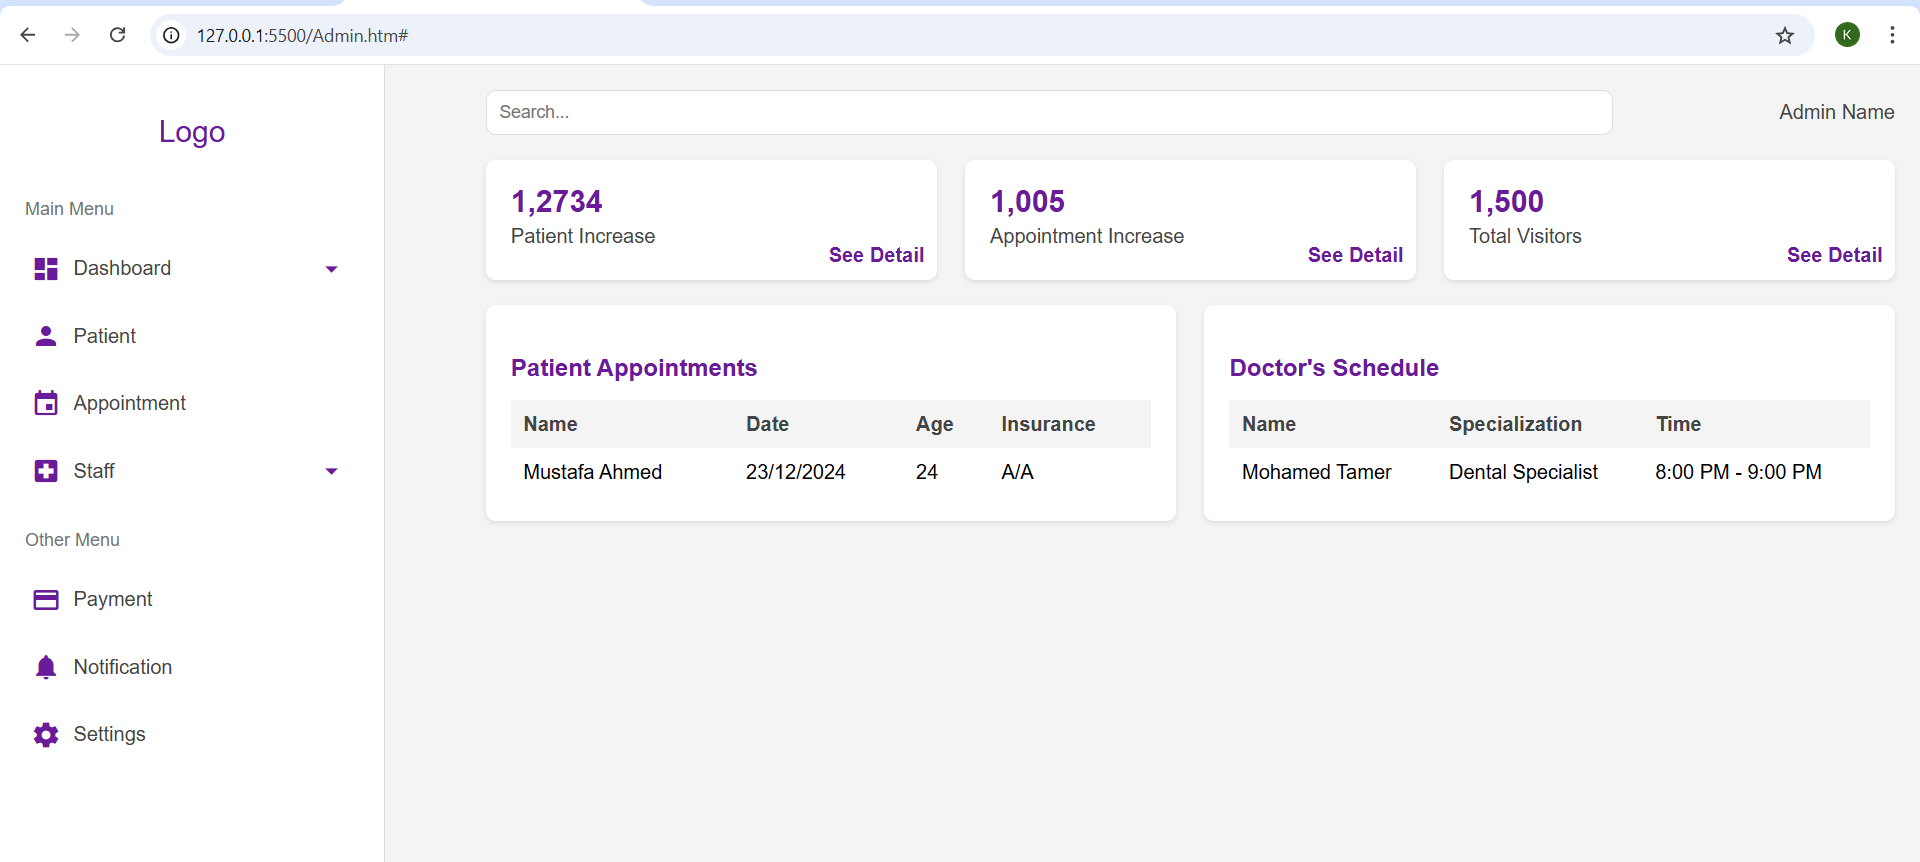 127.0.0.1:5500/Admin.htm#
K
Logo
Main Menu
Dashboard
Patient
Appointment
Staff
Other Menu
Payment
Notification
Settings
Search...
Admin Name
1,2734
Patient Increase
See Detail
1,005
Appointment Increase
See Detail
1,500
Total Visitors
See Detail
Patient Appointments
Name Date Age Insurance
Mustafa Ahmed 23/12/2024 24 A/A
Doctor's Schedule
Name Specialization Time
Mohamed Tamer Dental Specialist 8:00 PM - 9:00 PM